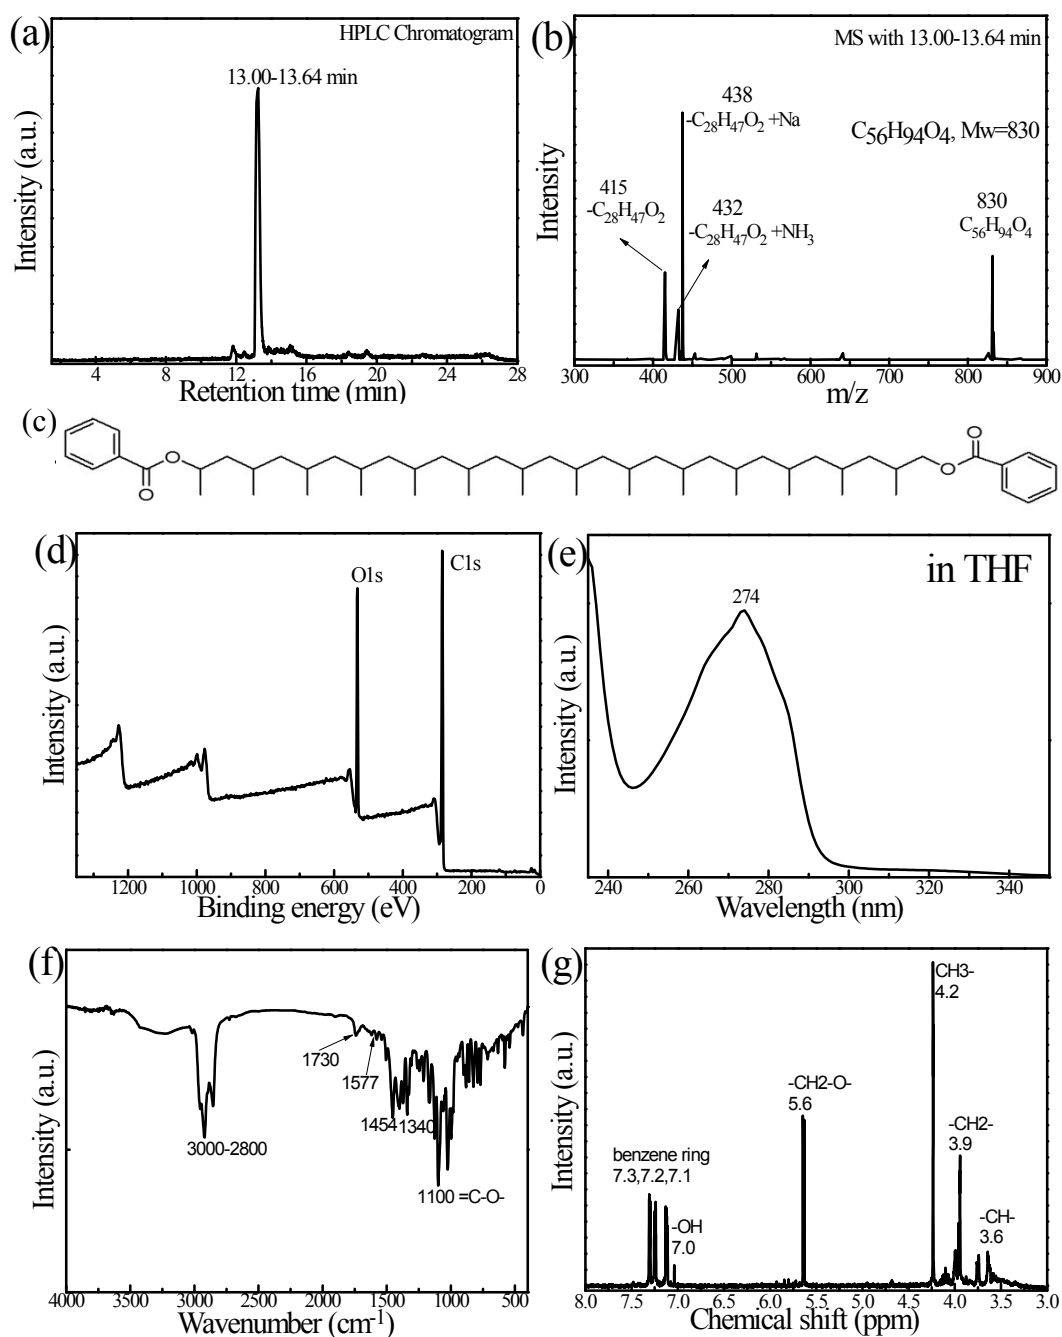 (a)
HPLC Chromatogram
13.00-13.64 min
Intensity (a.u.)
4 8 12 16 20 24 28
Retention time (min)
(b)
MS with 13.00-13.64 min
438
-C28H47O2 +Na
C56H94O4, Mw=830
415
-C28H47O2
432
-C28H47O2 +NH3
830
C56H94O4
Intensity
300 400 500 600 700 800 900
m/z
(c)
O
O
O
O
(d)
O1s
C1s
Intensity (a.u.)
1200 1000 800 600 400 200 0
Binding energy (eV)
(e)
in THF
274
Intensity (a.u.)
240 260 280 300 320 340
Wavelength (nm)
(f)
1730
1577
1454 1340
3000-2800
1100 =C-O-
Intensity (a.u.)
4000 3500 3000 2500 2000 1500 1000 500
Wavenumber (cm-1)
(g)
CH3-
4.2
-CH2-O-
5.6
-CH2-
3.9
benzene ring
7.3,7.2,7.1
-OH
7.0
-CH-
3.6
Intensity (a.u.)
8.0 7.5 7.0 6.5 6.0 5.5 5.0 4.5 4.0 3.5 3.0
Chemical shift (ppm)